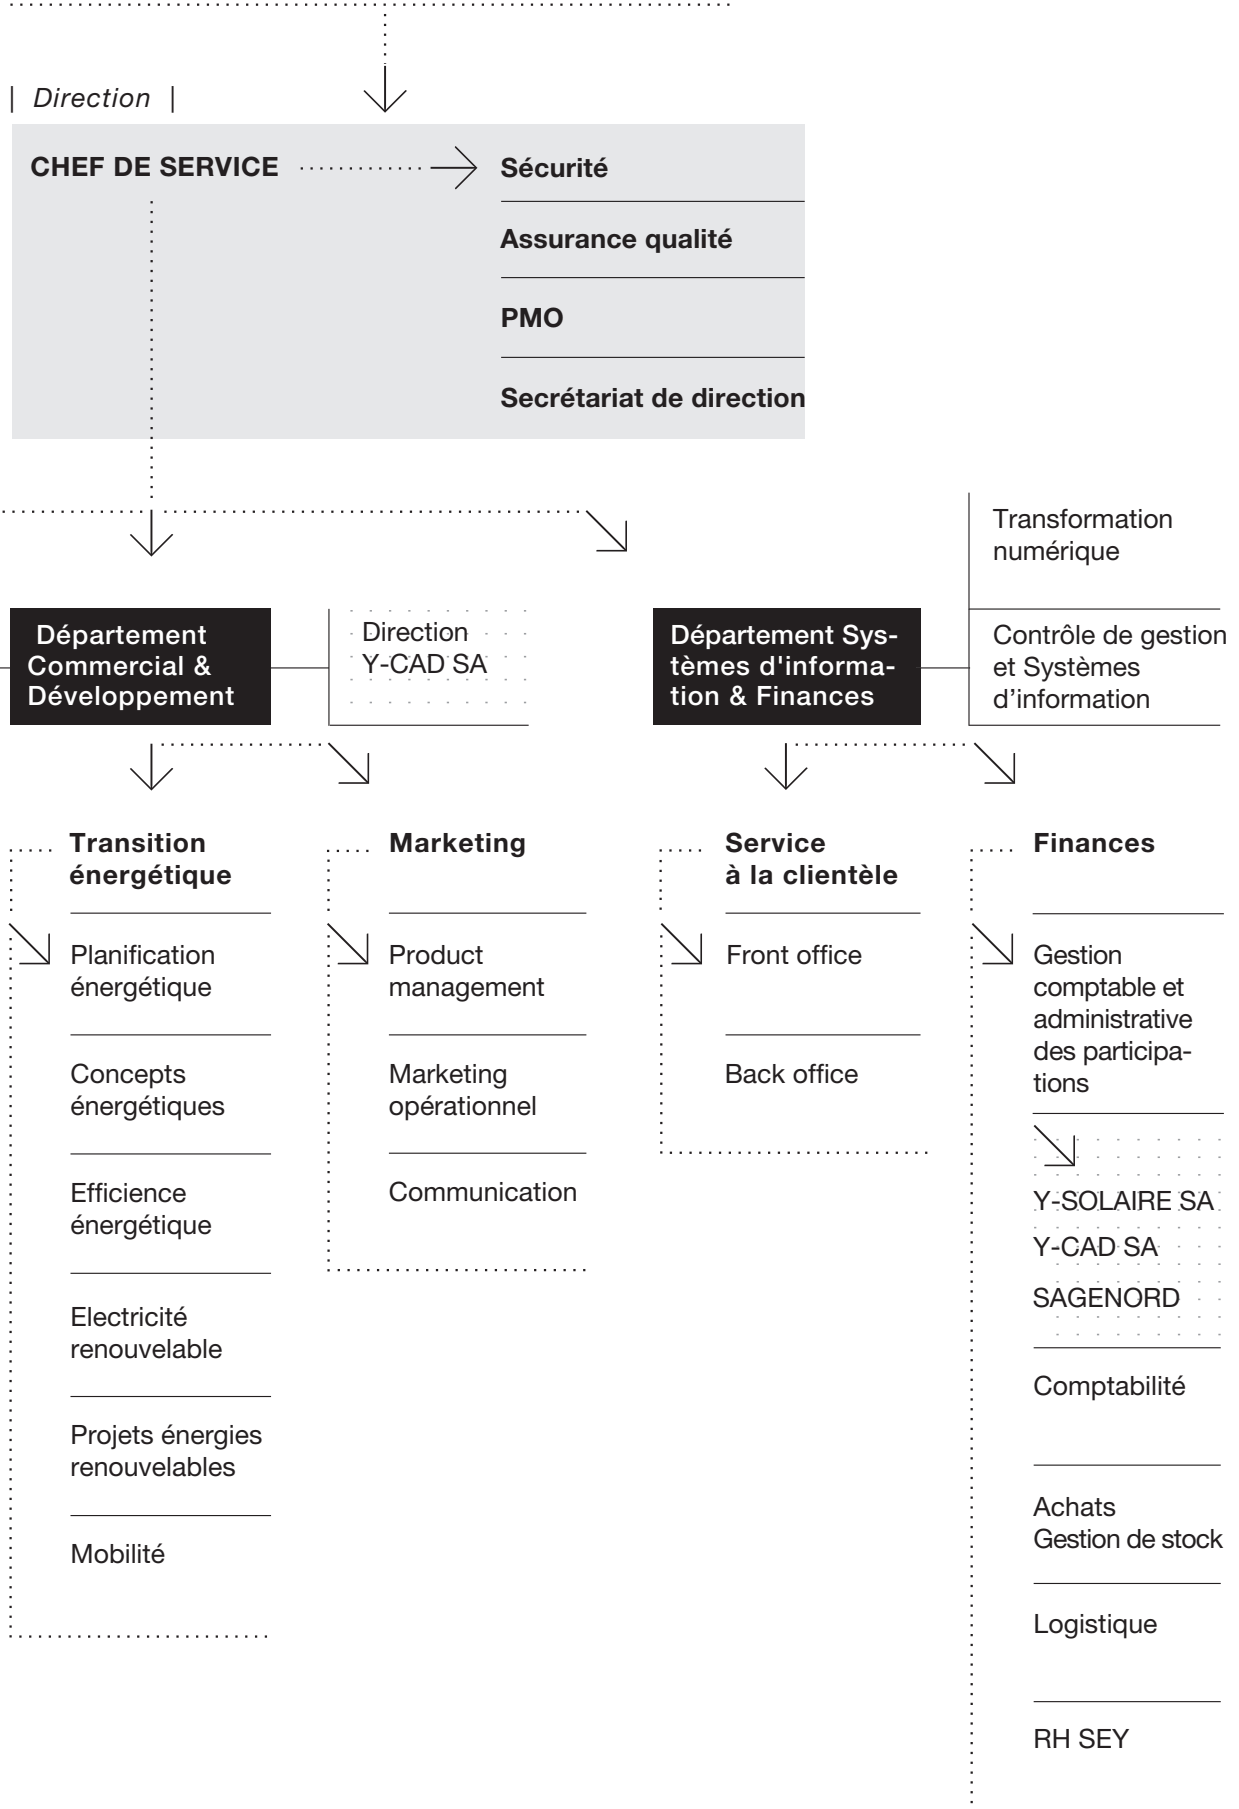 | Direction |
CHEF DE SERVICE
Sécurité
Assurance qualité
PMO
Secrétariat de direction
Département
Commercial &
Développement
Direction
Y-CAD SA
Département Sys-
tèmes d'informa-
tion & Finances
Transformation
numérique
Contrôle de gestion
et Systèmes
d’information
Transition
énergétique
Planification
énergétique
Concepts
énergétiques
Efficience
énergétique
Electricité
renouvelable
Projets énergies
renouvelables
Mobilité
Marketing
Product
management
Marketing
opérationnel
Communication
Service
à la clientèle
Front office
Back office
Finances
Gestion
comptable et
administrative
des participa-
tions
Y-SOLAIRE SA
Y-CAD SA
SAGENORD
Comptabilité
Achats
Gestion de stock
Logistique
RH SEY